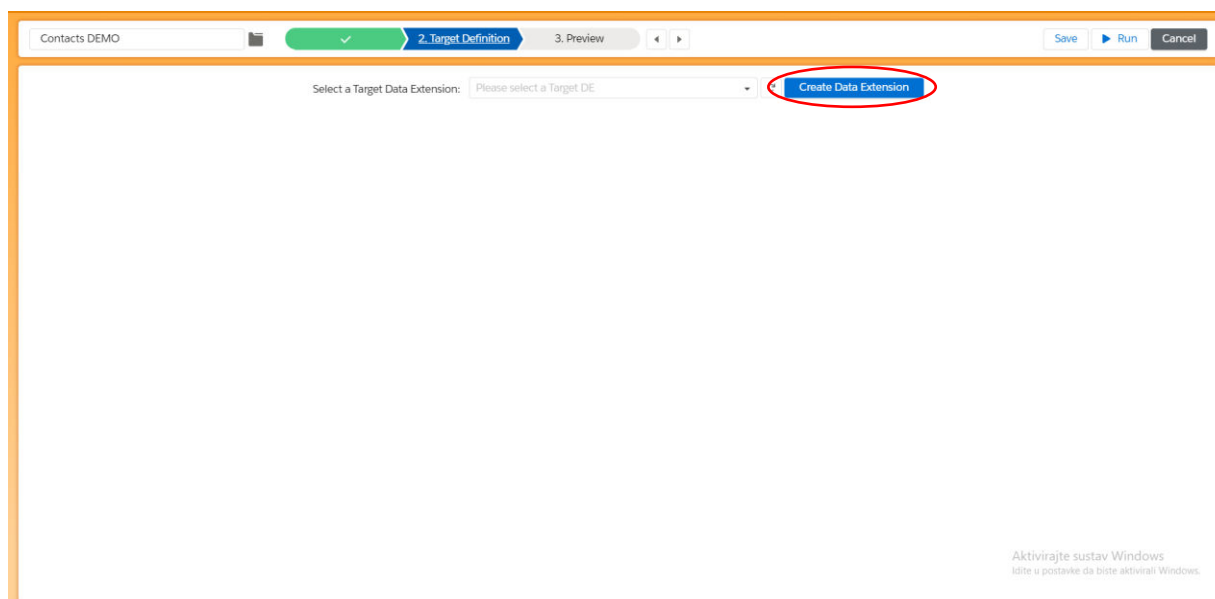 Contacts DEMO
2. Target Definition
3. Preview
Save
Run
Cancel
Select a Target Data Extension:
Please select a Target DE
Create Data Extension
Aktivirajte sustav Windows
Idite u postavke da biste aktivirali Windows.